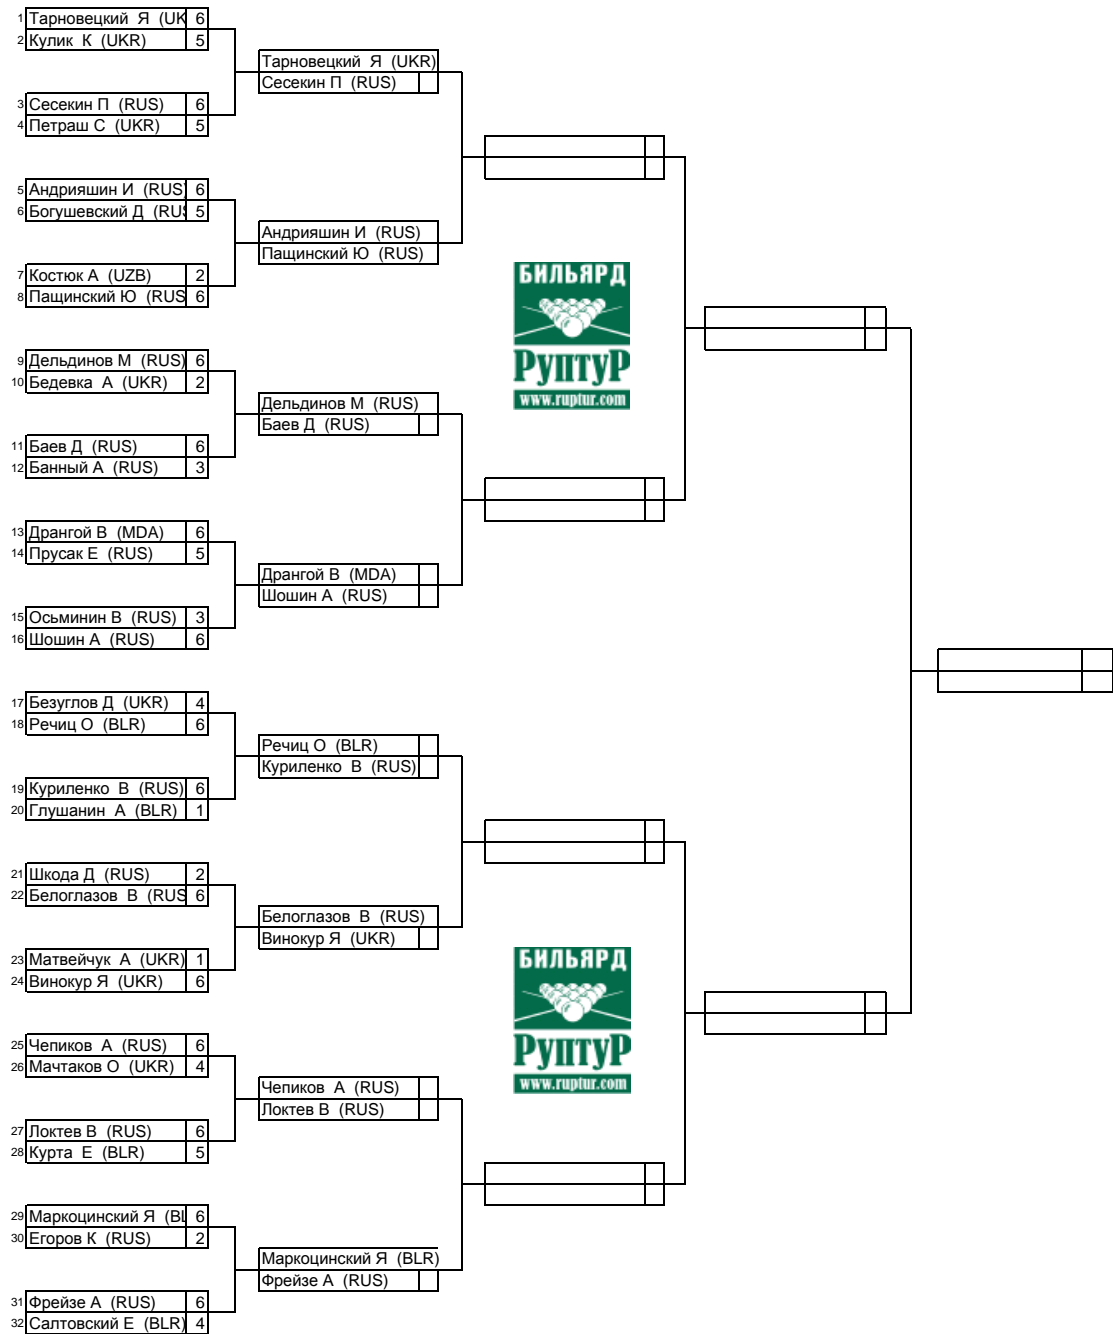 1 Тарновецкий Я (UK 6
2 Кулик К (UKR) 5
3 Сесекин П (RUS) 6
4 Петраш С (UKR) 5
5 Андрияшин И (RUS) 6
6 Богушевский Д (RUS 5
7 Костюк А (UZB) 2
8 Пащинский Ю (RUS 6
9 Дельдинов М (RUS) 6
10 Бедевка А (UKR) 2
11 Баев Д (RUS) 6
12 Банный А (RUS) 3
13 Дрангой В (MDA) 6
14 Прусак Е (RUS) 5
15 Осьминин В (RUS) 3
16 Шошин А (RUS) 6
17 Безуглов Д (UKR) 4
18 Речиц О (BLR) 6
19 Куриленко В (RUS) 6
20 Глушанин А (BLR) 1
21 Шкода Д (RUS) 2
22 Белоглазов В (RUS 6
23 Матвейчук А (UKR) 1
24 Винокур Я (UKR) 6
25 Чепиков А (RUS) 6
26 Мачтаков О (UKR) 4
27 Локтев В (RUS) 6
28 Курта Е (BLR) 5
29 Маркоцинский Я (BL 6
30 Егоров К (RUS) 2
31 Фрейзе А (RUS) 6
32 Салтовский Е (BLR) 4
Тарновецкий Я (UKR)
Сесекин П (RUS)
Андрияшин И (RUS)
Пащинский Ю (RUS)
Дельдинов М (RUS)
Баев Д (RUS)
Дрангой В (MDA)
Шошин А (RUS)
Речиц О (BLR)
Куриленко В (RUS)
Белоглазов В (RUS)
Винокур Я (UKR)
Чепиков А (RUS)
Локтев В (RUS)
Маркоцинский Я (BLR)
Фрейзе А (RUS)
БИЛЬЯРД
РУПТУР
www.ruptur.com
БИЛЬЯРД
РУПТУР
www.ruptur.com